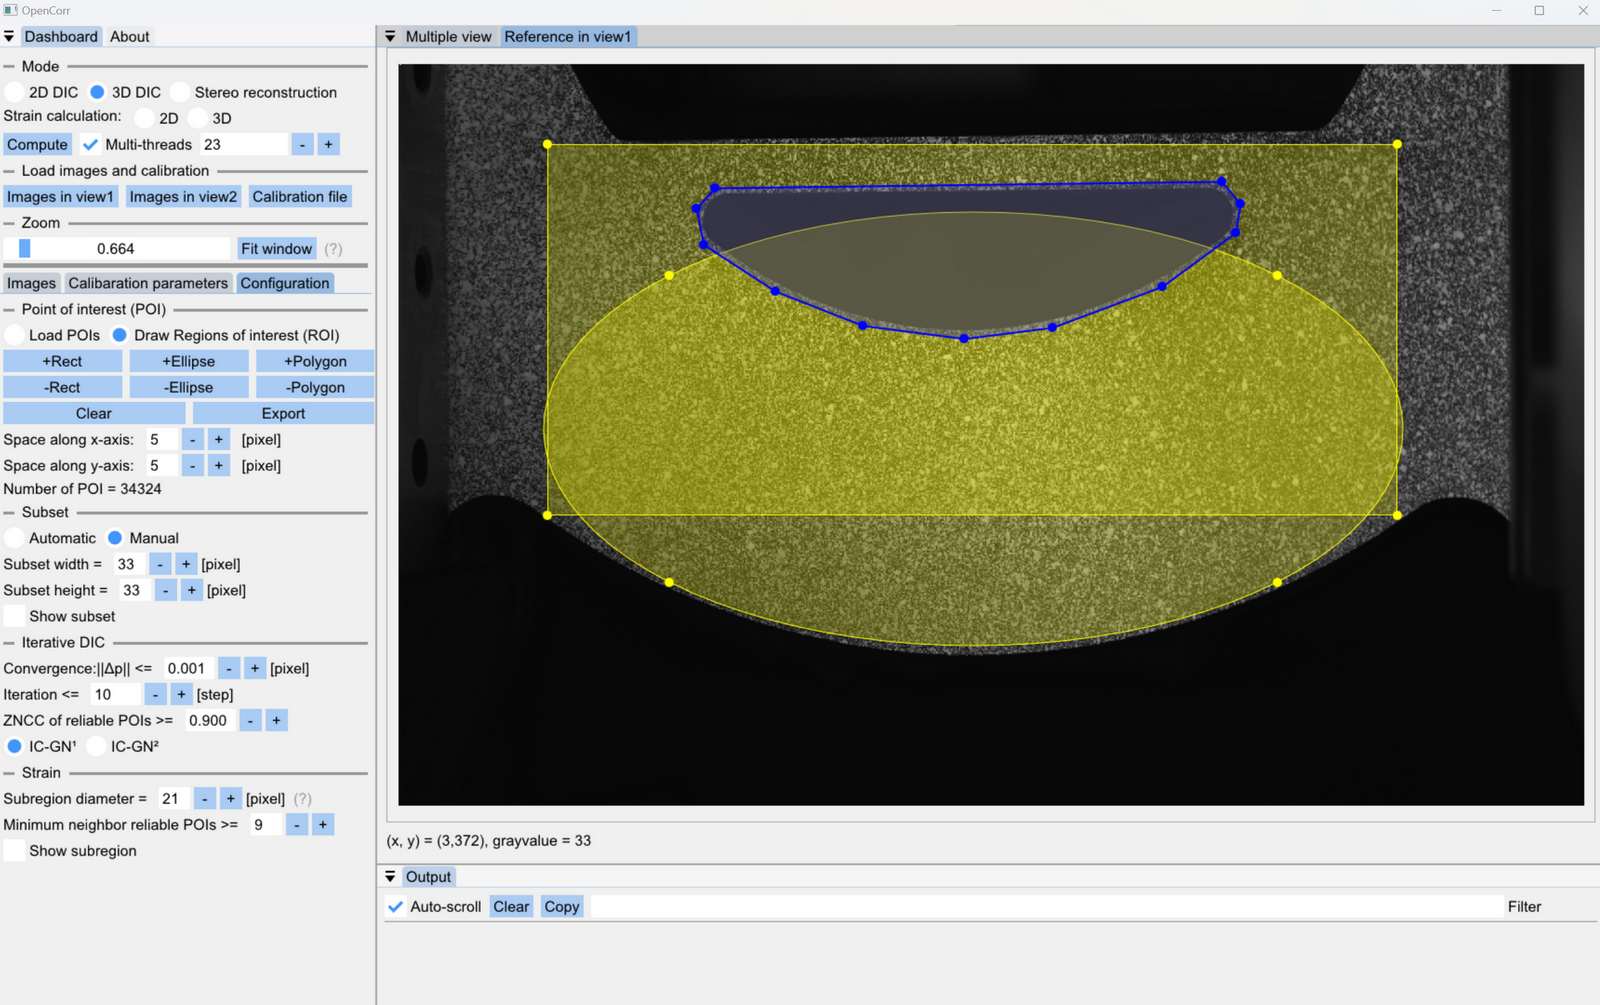 OpenCorr
Dashboard About
Mode
2D DIC 3D DIC Stereo reconstruction
Strain calculation: 2D 3D
Compute Multi-threads 23 - +
Load images and calibration
Images in view1 Images in view2 Calibration file
Zoom
0.664 Fit window (?)
Images Calibaration parameters Configuration
Point of interest (POI)
Load POIs Draw Regions of interest (ROI)
+Rect +Ellipse +Polygon
-Rect -Ellipse -Polygon
Clear Export
Space along x-axis: 5 - + [pixel]
Space along y-axis: 5 - + [pixel]
Number of POI = 34324
Subset
Automatic Manual
Subset width = 33 - + [pixel]
Subset height = 33 - + [pixel]
Show subset
Iterative DIC
Convergence:||Δp|| <= 0.001 - + [pixel]
Iteration <= 10 - + [step]
ZNCC of reliable POIs >= 0.900 - +
IC-GN¹ IC-GN²
Strain
Subregion diameter = 21 - + [pixel] (?)
Minimum neighbor reliable POIs >= 9 - +
Show subregion
Multiple view Reference in view1
(x, y) = (3,372), grayvalue = 33
Output
Auto-scroll Clear Copy Filter